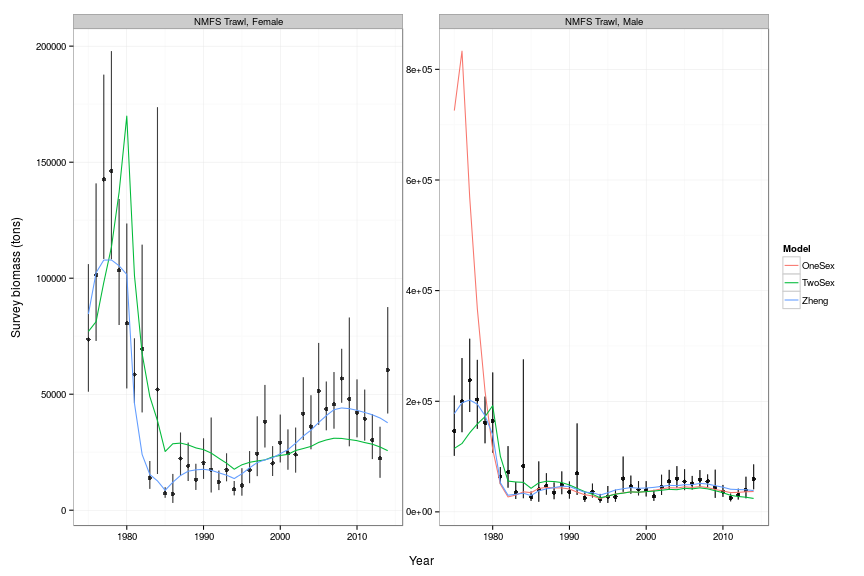 NMFS Trawl, Female
NMFS Trawl, Male
200000
150000
100000
50000
0
8e+05
6e+05
4e+05
2e+05
0e+00
Survey biomass (tons)
1980 1990 2000 2010
1980 1990 2000 2010
Year
Model
OneSex
TwoSex
Zheng